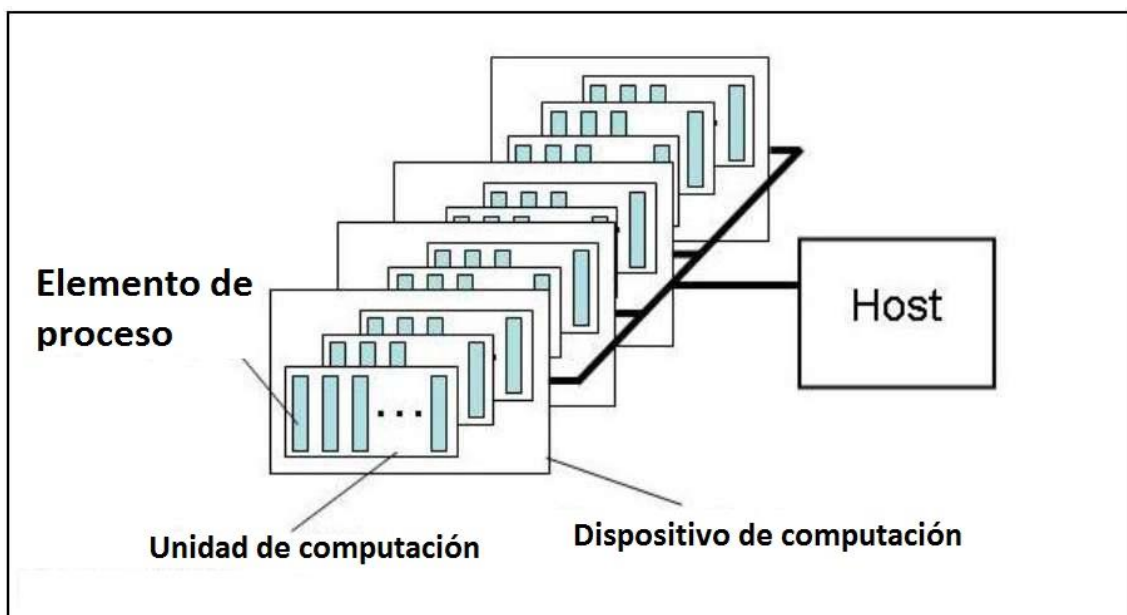 Elemento de
proceso
Host
Unidad de computación
Dispositivo de computación